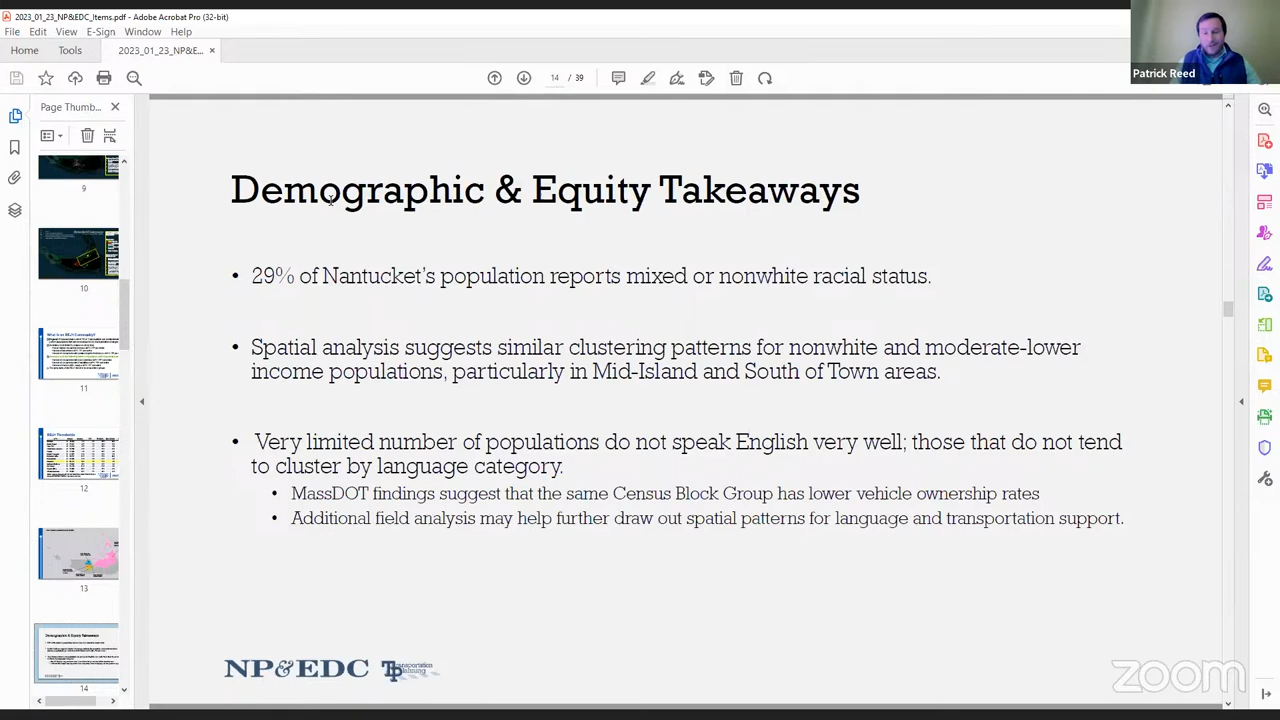 2023_01_23_NP&EDC_Items.pdf - Adobe Acrobat Pro (32-bit)
File Edit View E-Sign Window Help
Home Tools 2023_01_23_NP&E... ×
14 / 39
Patrick Reed
Page Thumb...
9
10
11
12
13
14
Demographic & Equity Takeaways
• 29% of Nantucket's population reports mixed or nonwhite racial status.
• Spatial analysis suggests similar clustering patterns for nonwhite and moderate-lower
income populations, particularly in Mid-Island and South of Town areas.
• Very limited number of populations do not speak English very well; those that do not tend
to cluster by language category.
• MassDOT findings suggest that the same Census Block Group has lower vehicle ownership rates
• Additional field analysis may help further draw out spatial patterns for language and transportation support.
NP&EDC TP Transportation Planning
zoom